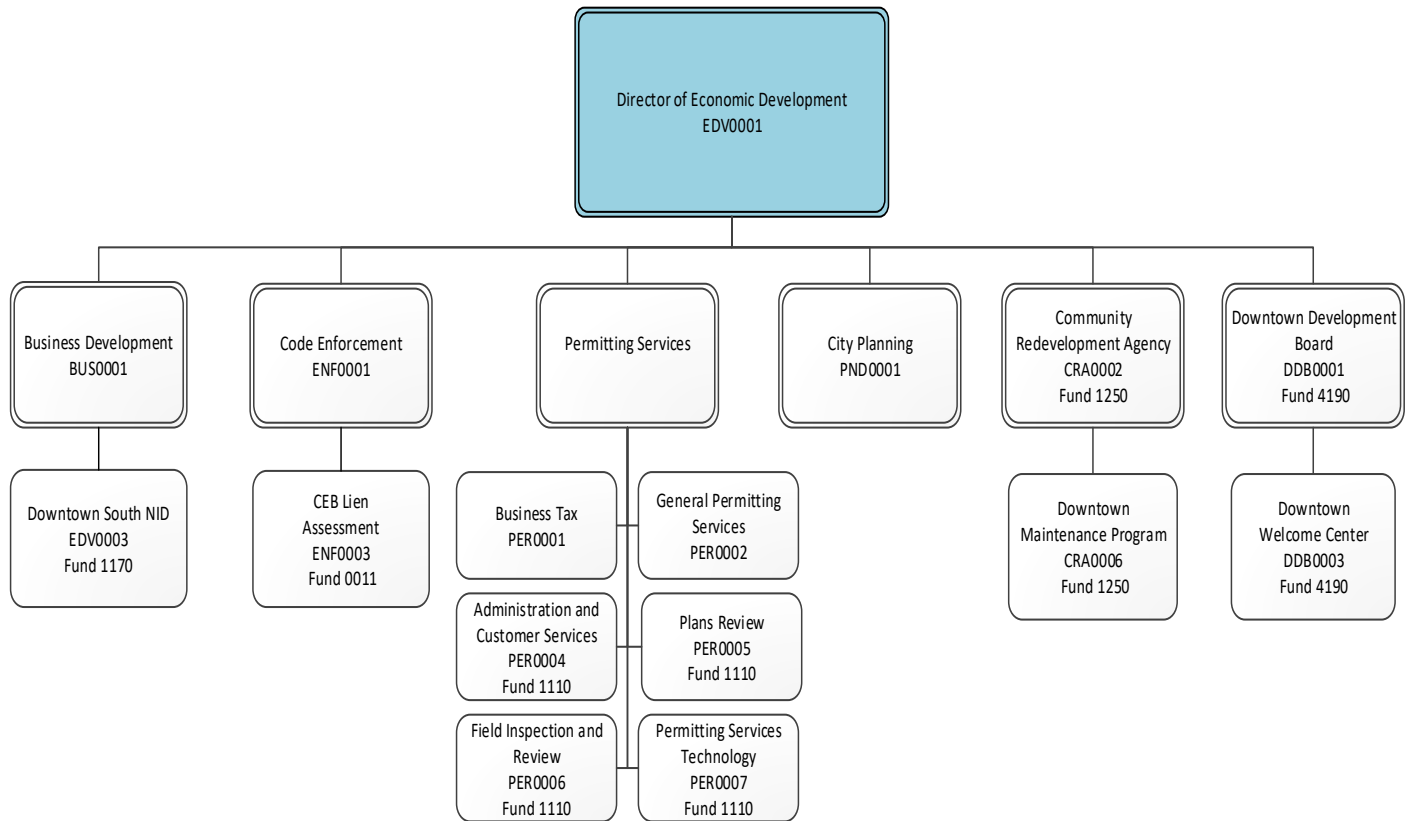 Director of Economic Development
EDV0001
Business Development
BUS0001
Code Enforcement
ENF0001
Permitting Services
City Planning
PND0001
Community
Redevelopment Agency
CRA0002
Fund 1250
Downtown Development
Board
DDB0001
Fund 4190
Downtown South NID
EDV0003
Fund 1170
CEB Lien
Assessment
ENF0003
Fund 0011
Business Tax
PER0001
General Permitting
Services
PER0002
Downtown
Maintenance Program
CRA0006
Fund 1250
Downtown
Welcome Center
DDB0003
Fund 4190
Administration and
Customer Services
PER0004
Fund 1110
Plans Review
PER0005
Fund 1110
Field Inspection and
Review
PER0006
Fund 1110
Permitting Services
Technology
PER0007
Fund 1110